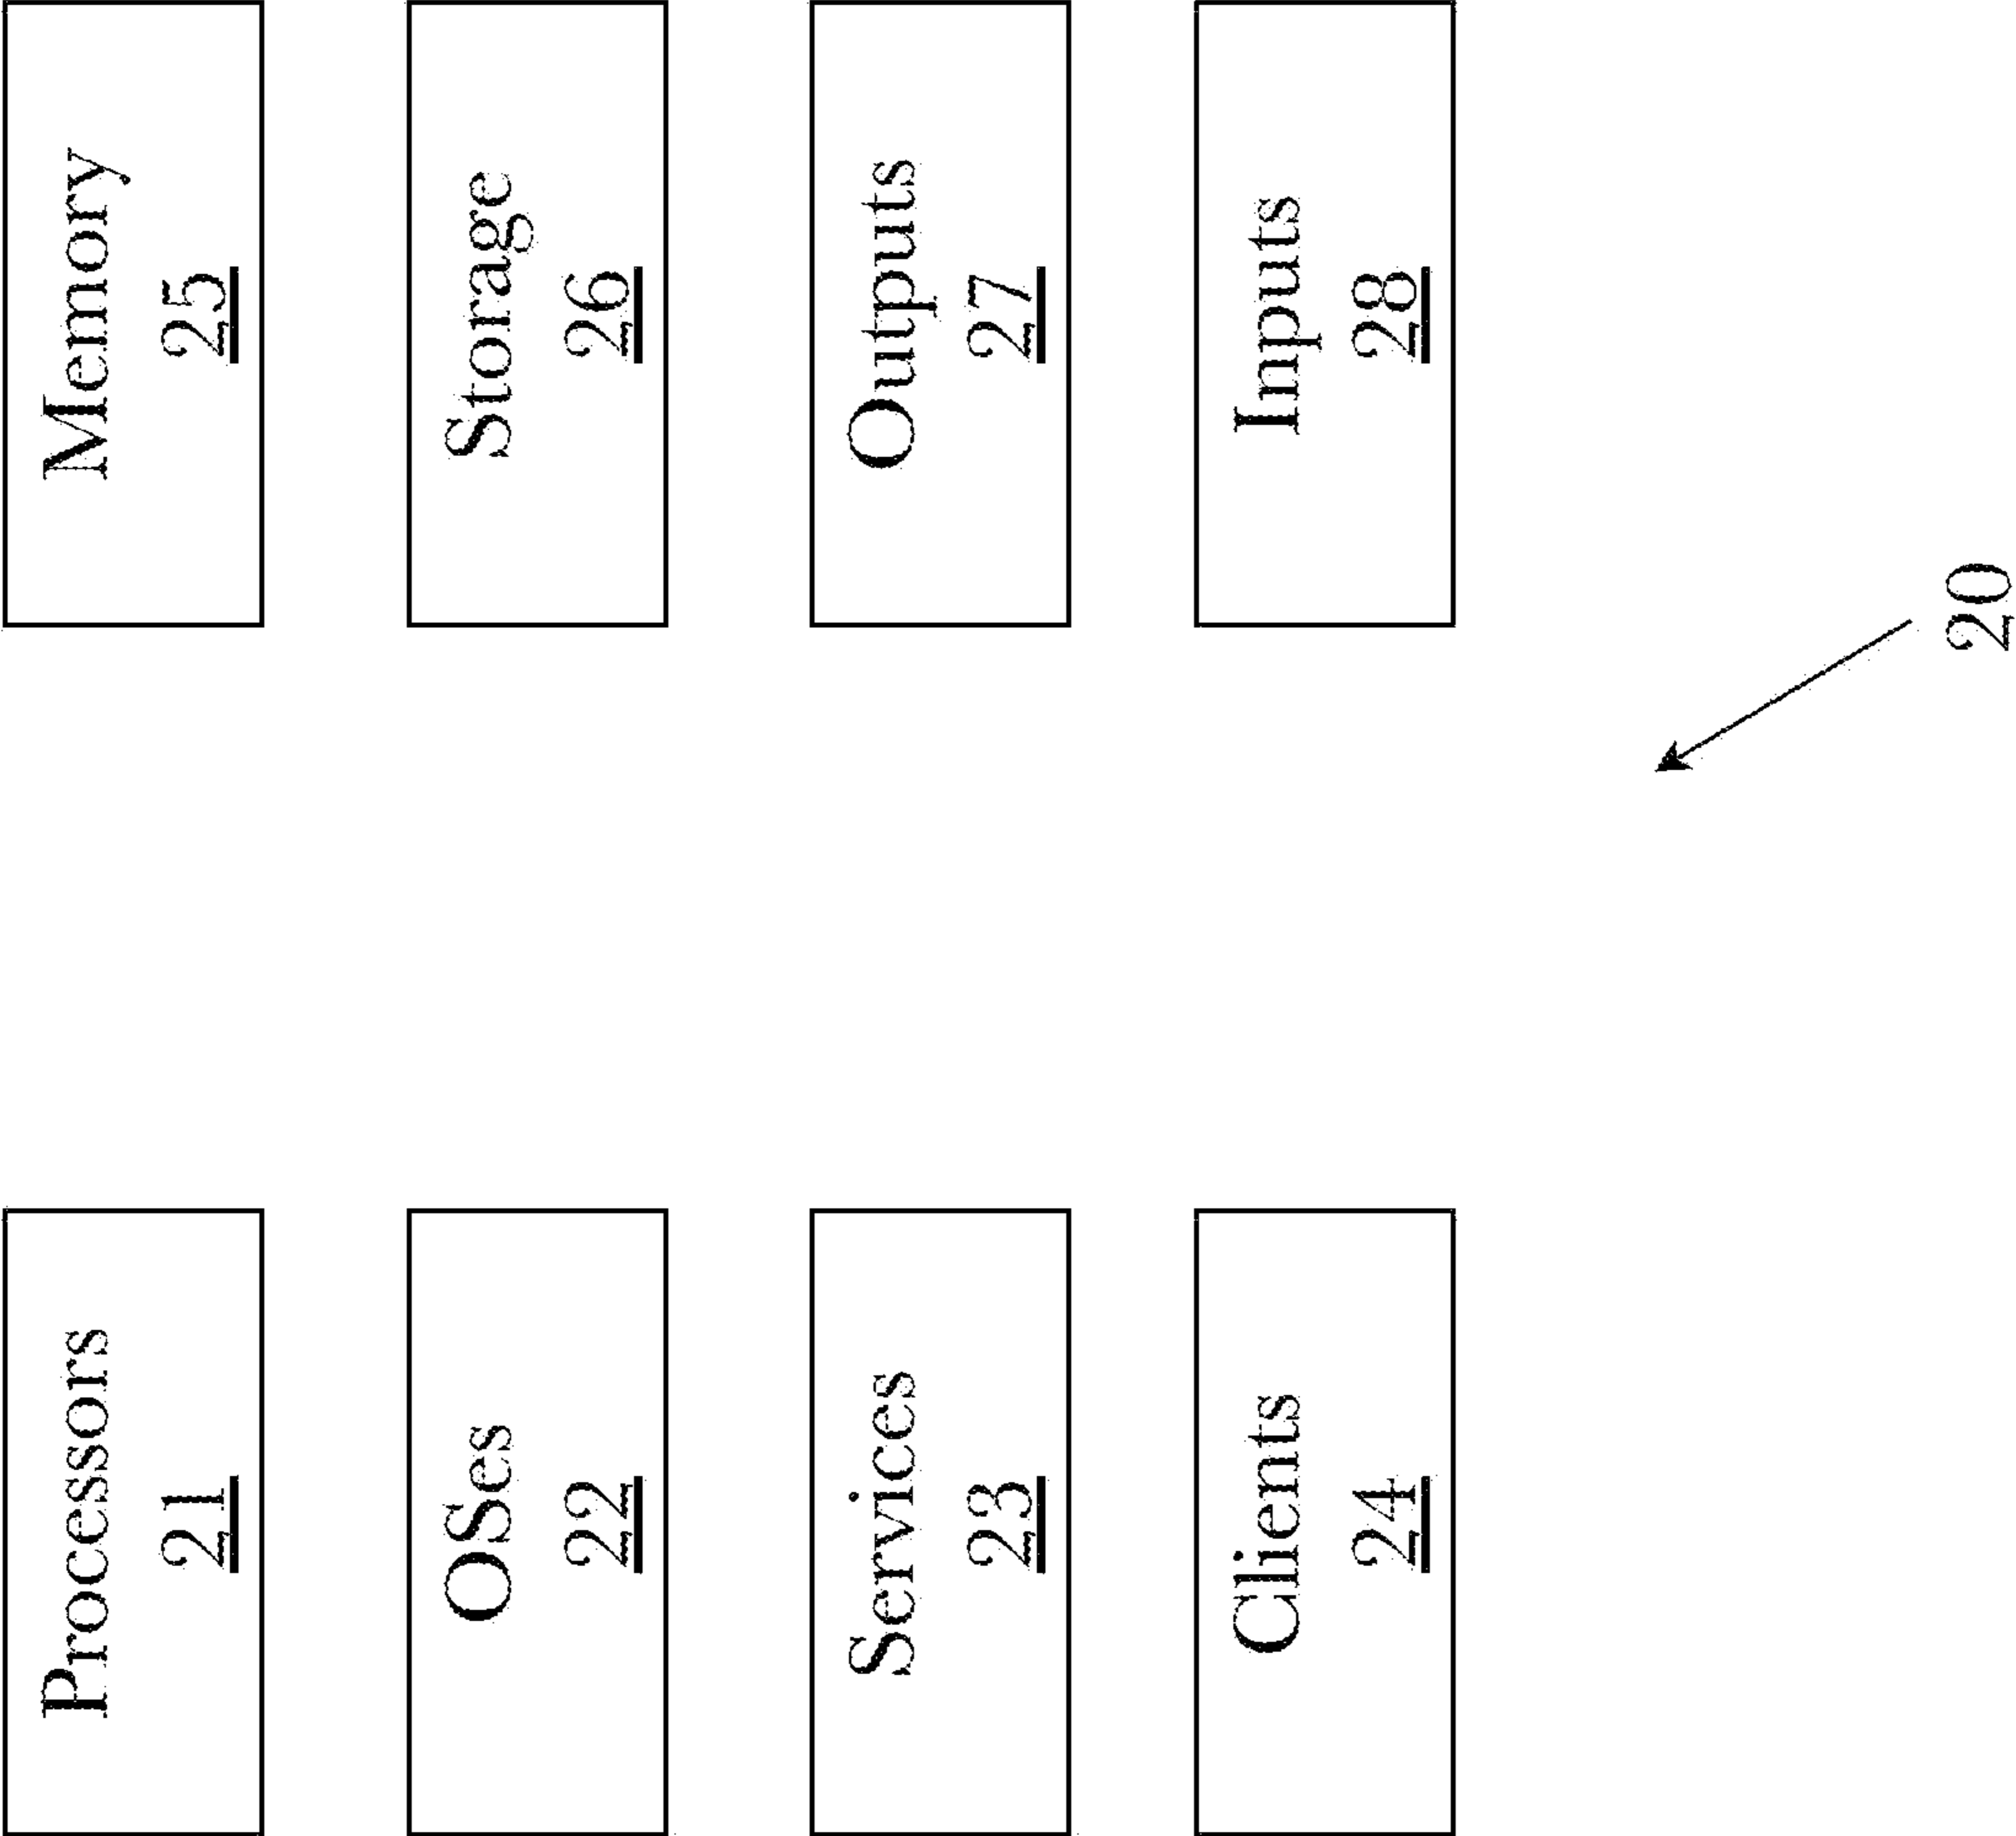 Processors
21
Memory
25
OSes
22
Storage
26
Services
23
Outputs
27
Clients
24
Inputs
28
20